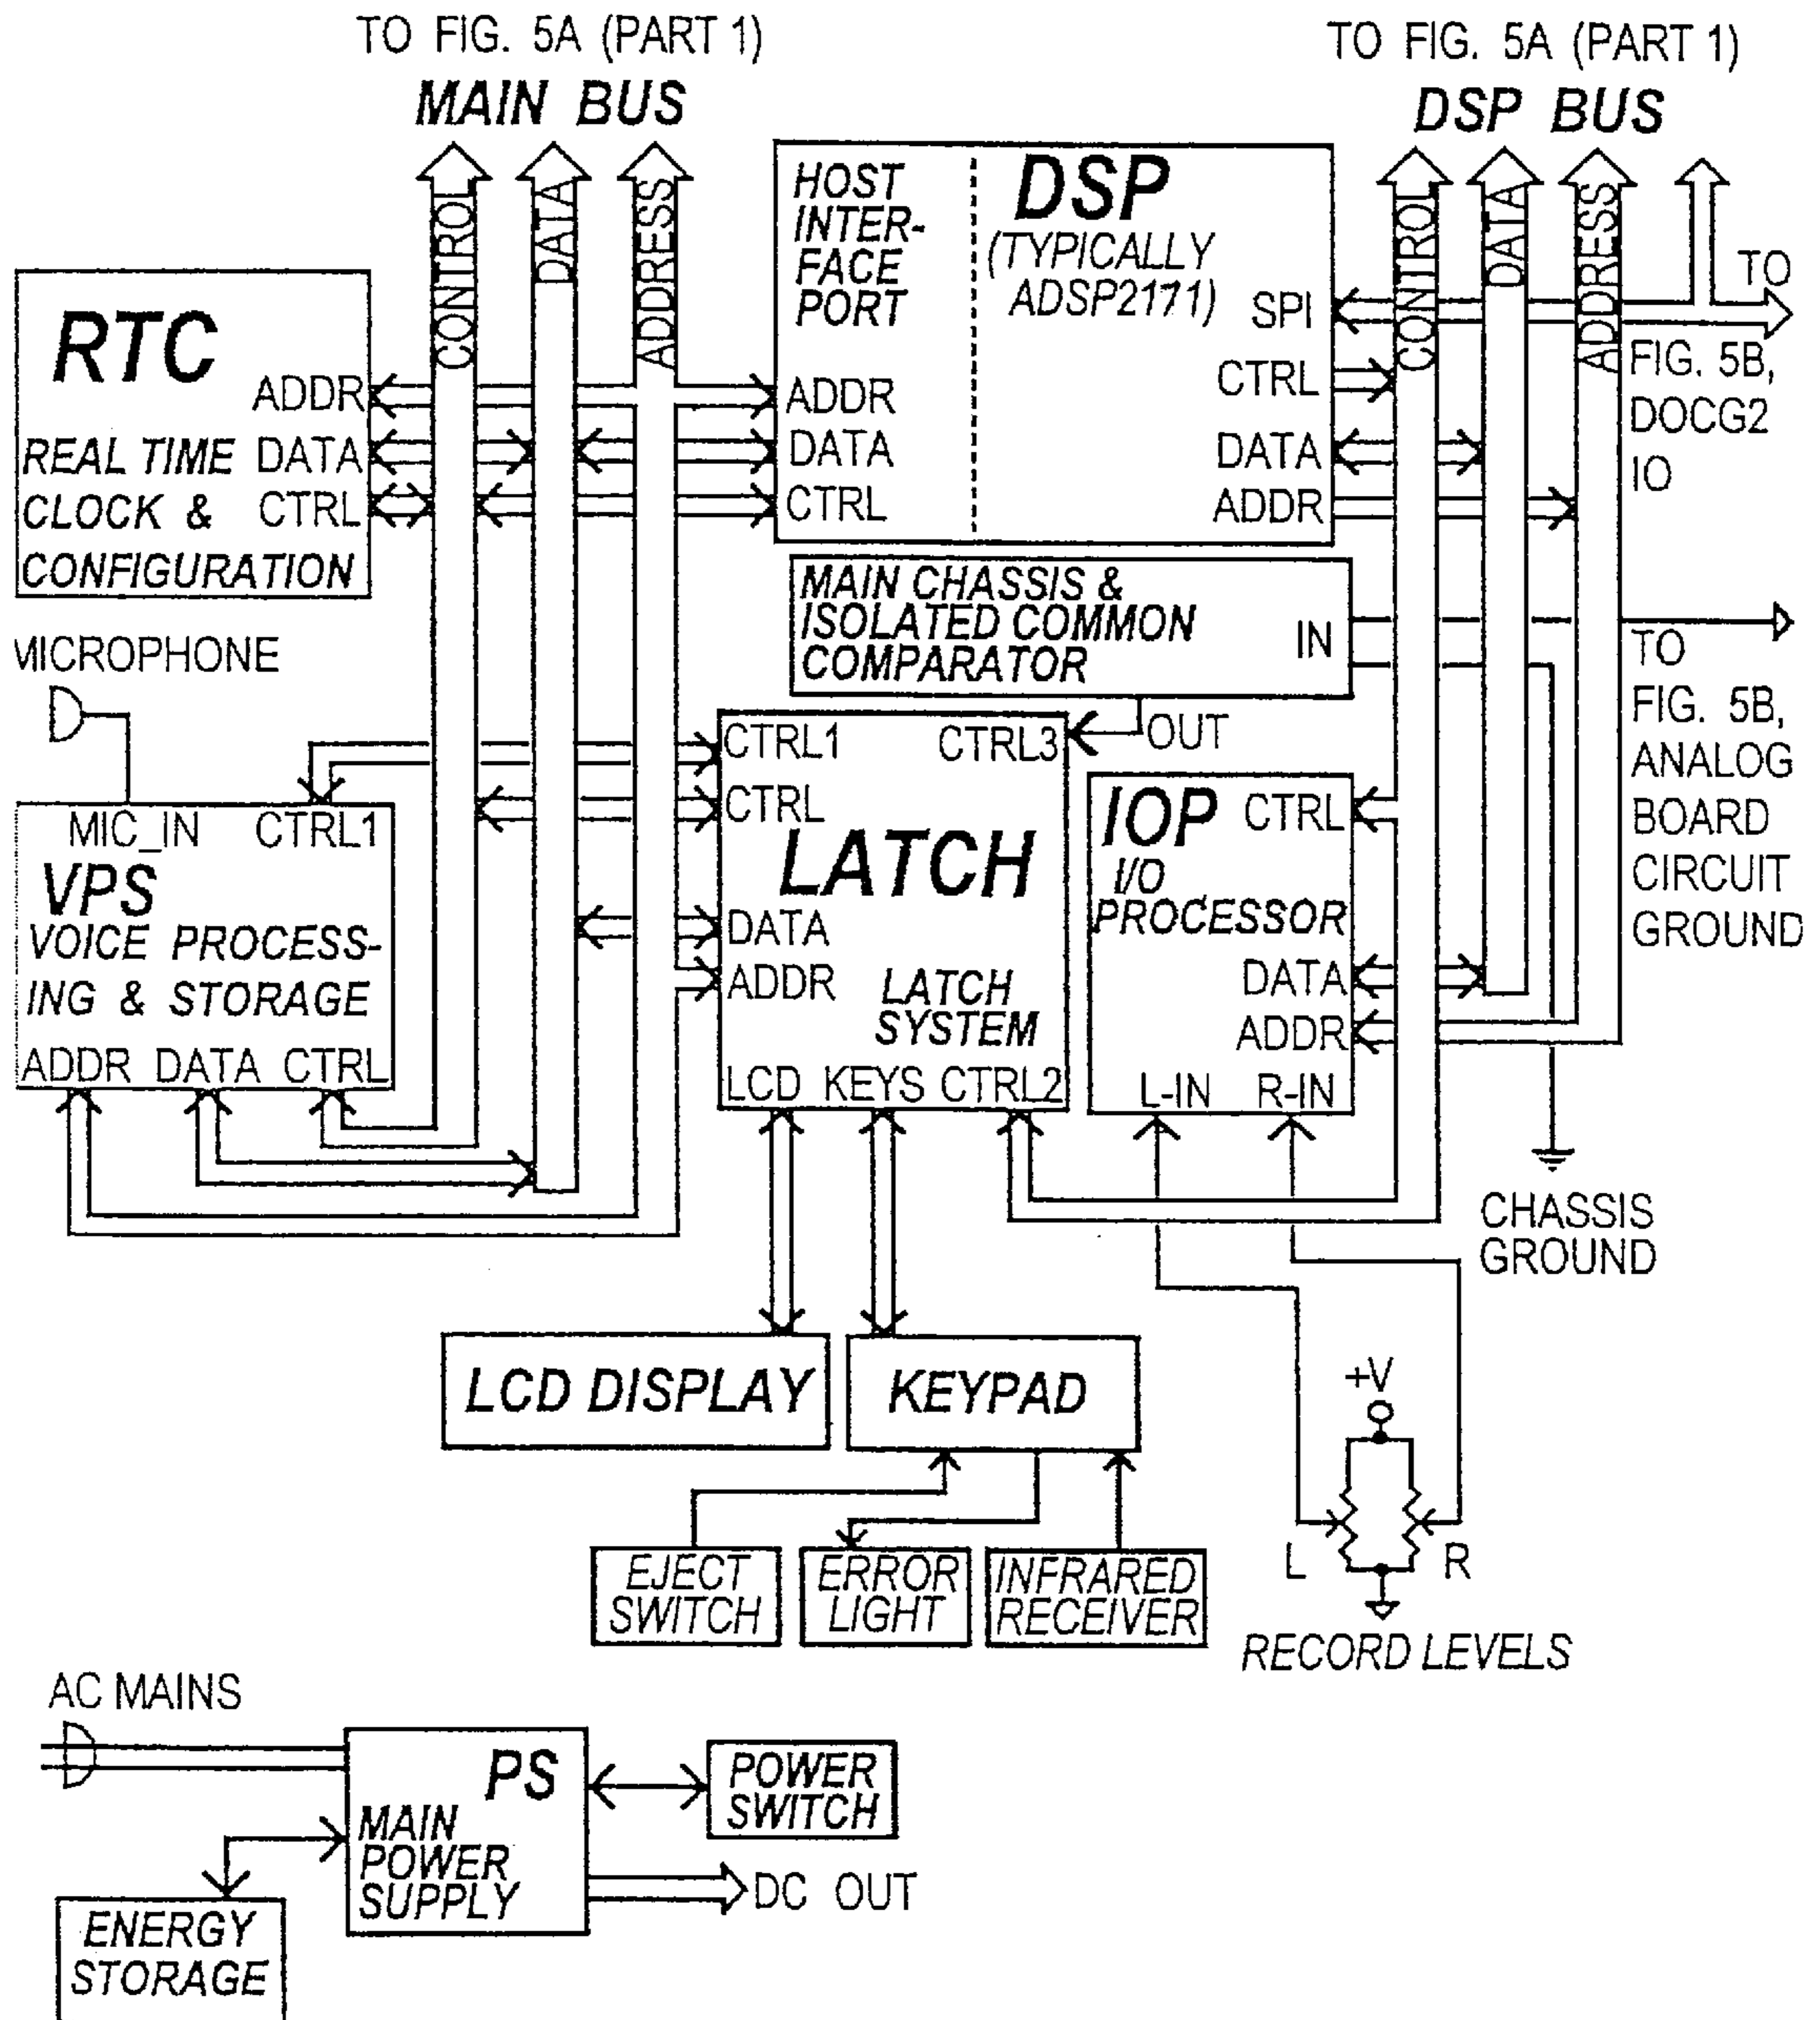 TO FIG. 5A (PART 1)
MAIN BUS
TO FIG. 5A (PART 1)
DSP BUS
CONTROL
DATA
ADDRESS
HOST
INTER-
FACE
PORT
DSP
(TYPICALLY
ADSP2171)
SPI
CTRL
DATA
ADDR
ADDR
DATA
CTRL
CONTROL
DATA
ADDRESS
TO
FIG. 5B,
DOCG2
IO
RTC
ADDR
REAL TIME DATA
CLOCK & CTRL
CONFIGURATION
MAIN CHASSIS &
ISOLATED COMMON
COMPARATOR
IN
OUT
TO
FIG. 5B,
ANALOG
BOARD
CIRCUIT
GROUND
MICROPHONE
MIC_IN CTRL1
VPS
VOICE PROCESS-
ING & STORAGE
ADDR DATA CTRL
CTRL1 CTRL3
CTRL
LATCH
DATA
ADDR
LATCH
SYSTEM
LCD KEYS CTRL2
IOP CTRL
I/O
PROCESSOR
DATA
ADDR
L-IN R-IN
CHASSIS
GROUND
LCD DISPLAY
KEYPAD
EJECT
SWITCH
ERROR
LIGHT
INFRARED
RECEIVER
+V
L R
RECORD LEVELS
AC MAINS
PS
MAIN
POWER
SUPPLY
POWER
SWITCH
DC OUT
ENERGY
STORAGE